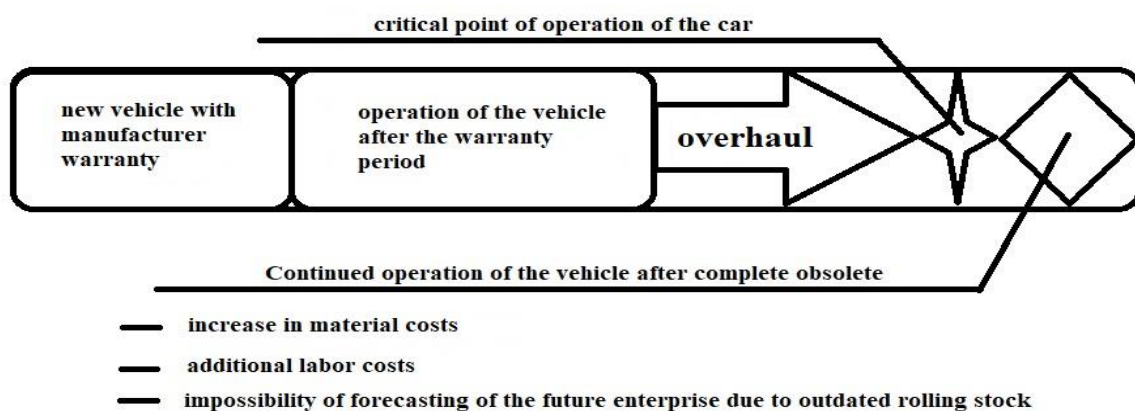 critical point of operation of the car
new vehicle with
manufacturer
warranty
operation of the vehicle
after the warranty
period
overhaul
Continued operation of the vehicle after complete obsolete
increase in material costs
additional labor costs
impossibility of forecasting of the future enterprise due to outdated rolling stock